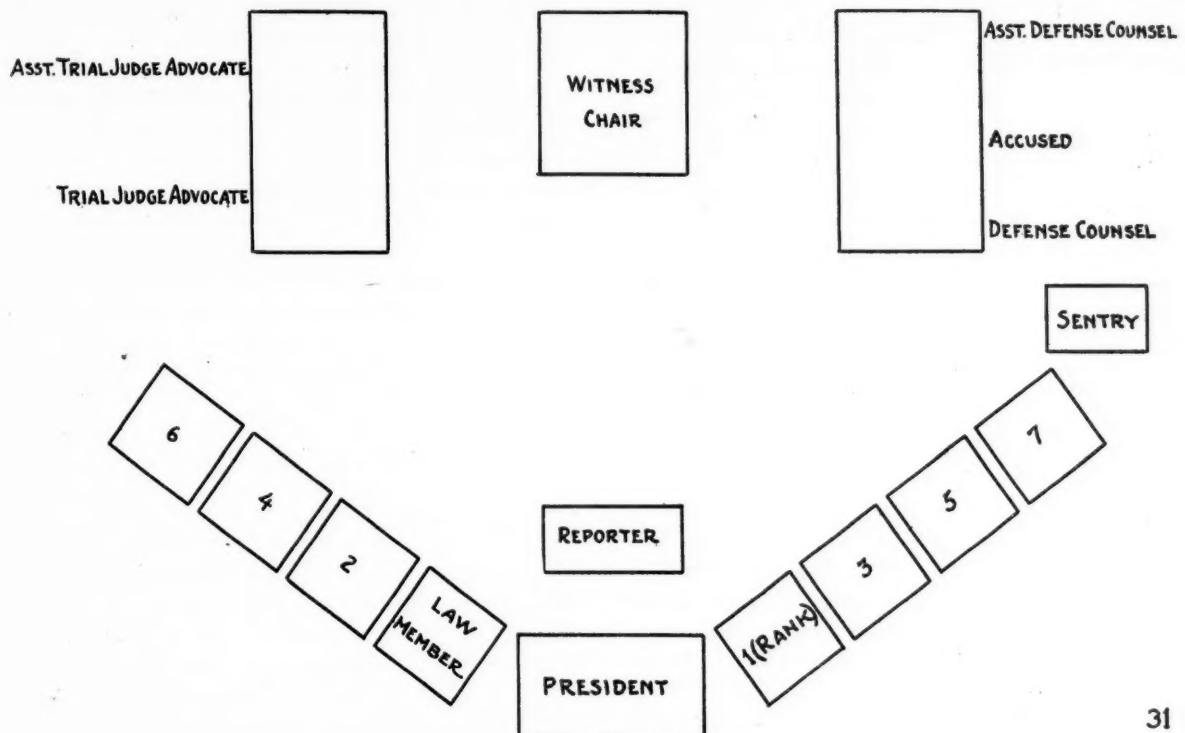 ASST. DEFENSE COUNSEL
ASST. TRIAL JUDGE ADVOCATE
WITNESS
CHAIR
ACCUSED
TRIAL JUDGE ADVOCATE
DEFENSE COUNSEL
SENTRY
6
4
2
LAW
MEMBER
REPORTER
PRESIDENT
1(RANK)
3
5
7
31